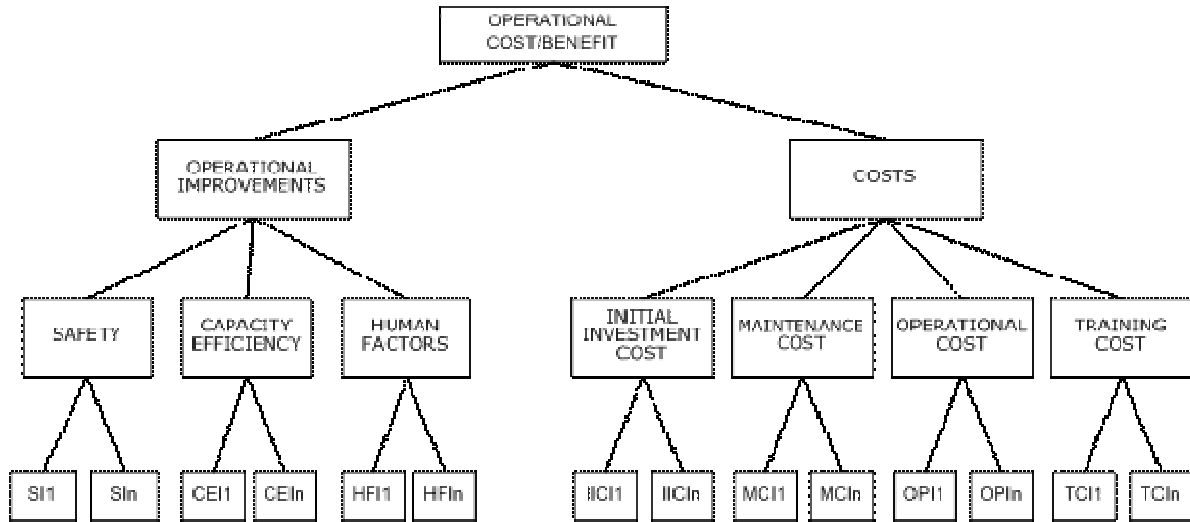 OPERATIONAL
COST/BENEFIT
OPERATIONAL
IMPROVEMENTS
COSTS
SAFETY
CAPACITY
EFFICIENCY
HUMAN
FACTORS
INITIAL
INVESTMENT
COST
MAINTENANCE
COST
OPERATIONAL
COST
TRAINING
COST
SI1
SIn
CEI1
CEIn
HFI1
HFIn
IICI1
IICIn
MCI1
MCIn
OPI1
OPIn
TCI1
TCIn